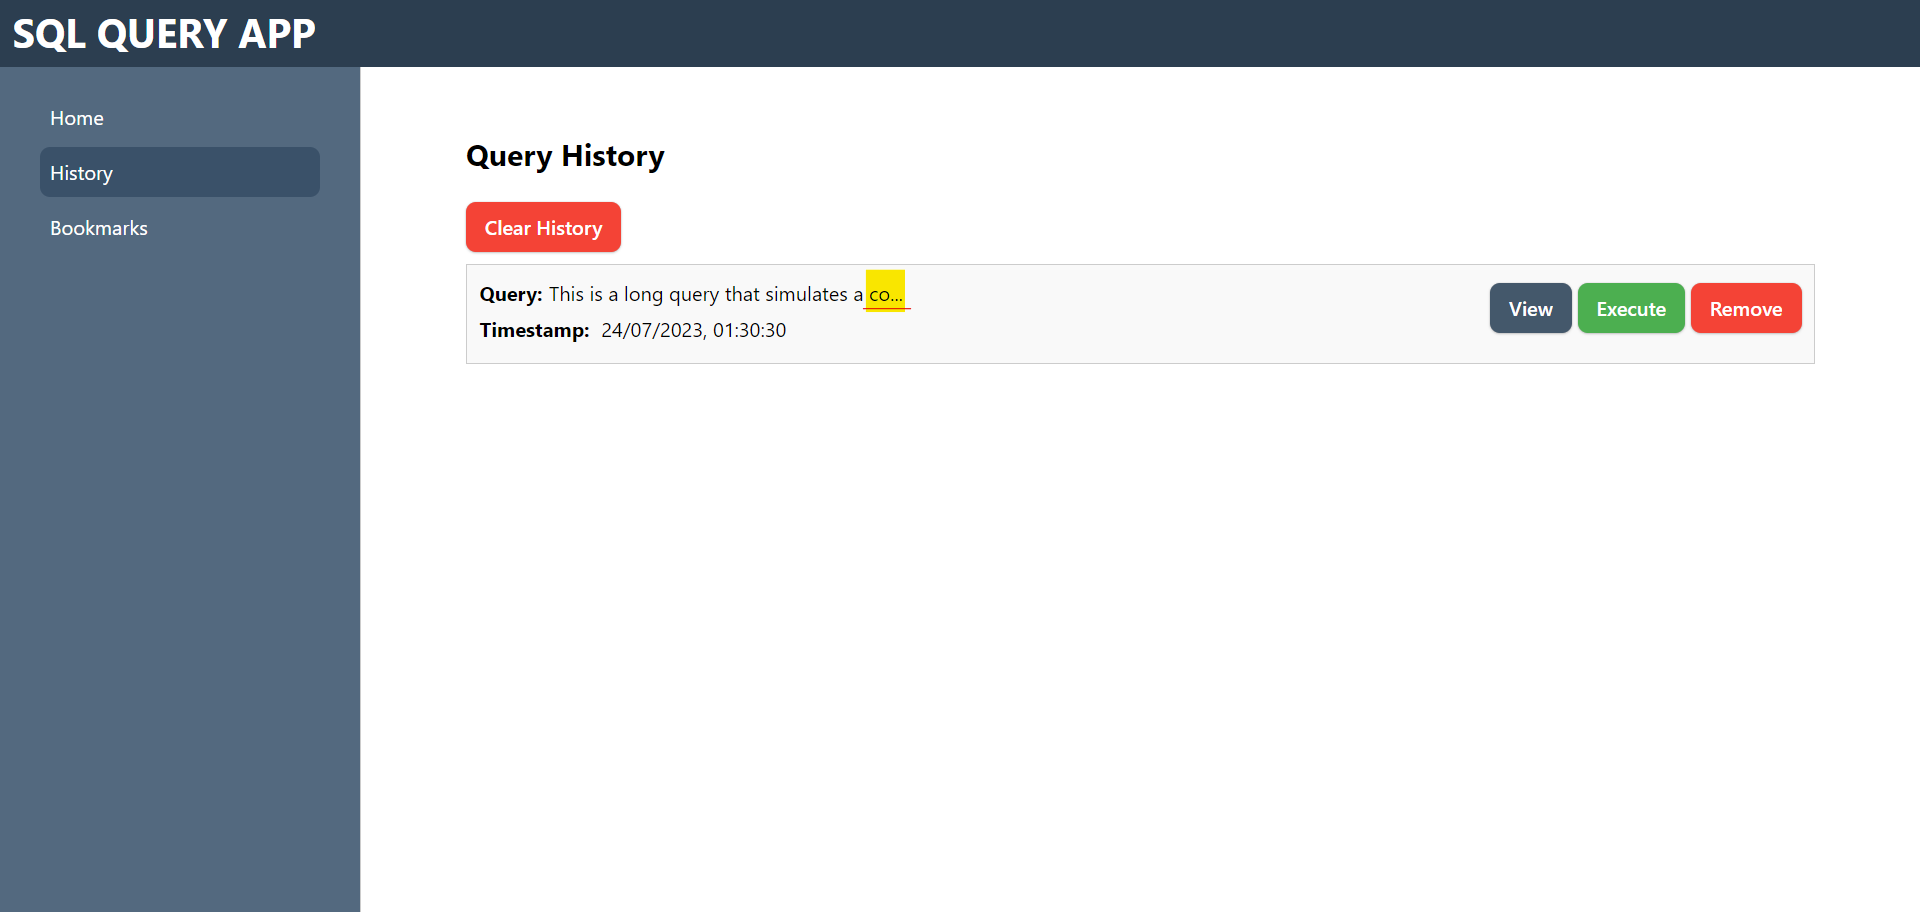 SQL QUERY APP
Home
History
Bookmarks
Query History
Clear History
Query: This is a long query that simulates a co...
Timestamp: 24/07/2023, 01:30:30
View
Execute
Remove